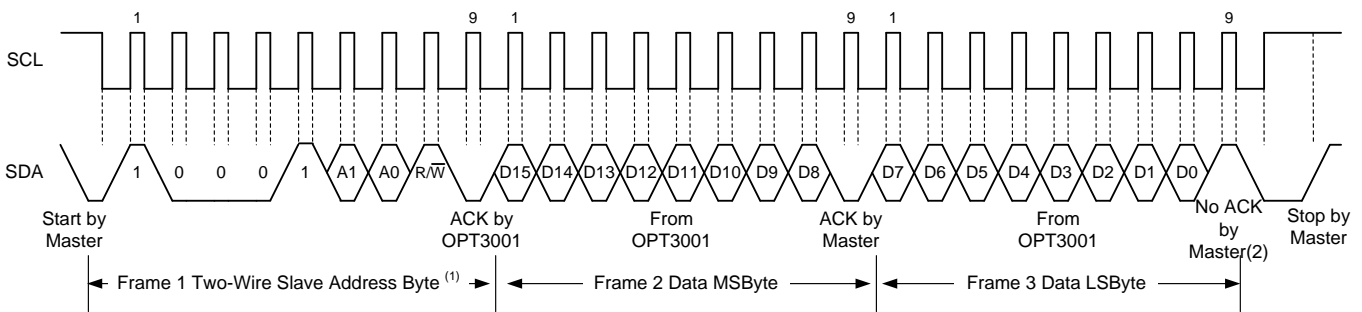 1 9 1 9 1 9
SCL
SDA
1 0 0 0 1 A1 A0 R/W̅ D15 D14 D13 D12 D11 D10 D9 D8 D7 D6 D5 D4 D3 D2 D1 D0
Start by
Master
ACK by
OPT3001
From
OPT3001
ACK by
Master
From
OPT3001
No ACK
by
Master(2)
Stop by
Master
Frame 1 Two-Wire Slave Address Byte (1)
Frame 2 Data MSByte
Frame 3 Data LSByte